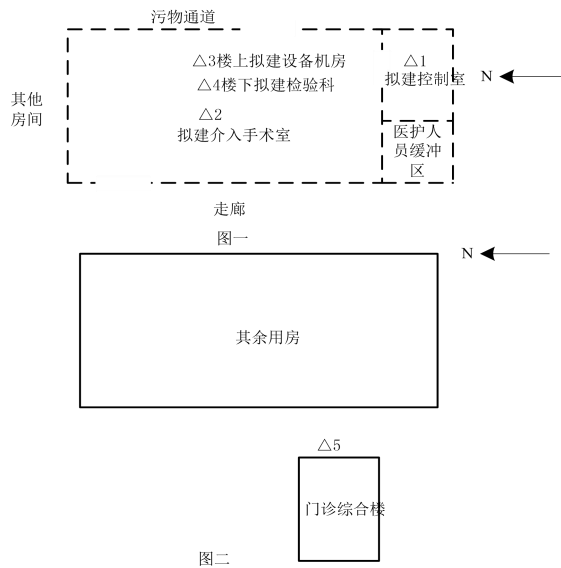 污物通道
△3楼上拟建设备机房
△4楼下拟建检验科
△2
拟建介入手术室
△1
拟建控制室
N
其他
房间
医护人
员缓冲
区
走廊
图一
N
其余用房
△5
门诊综合楼
图二